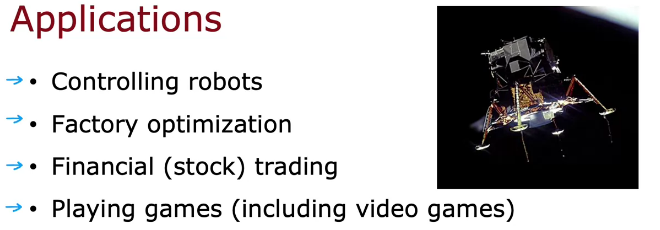 Applications
→ • Controlling robots
→ • Factory optimization
→ • Financial (stock) trading
→ • Playing games (including video games)